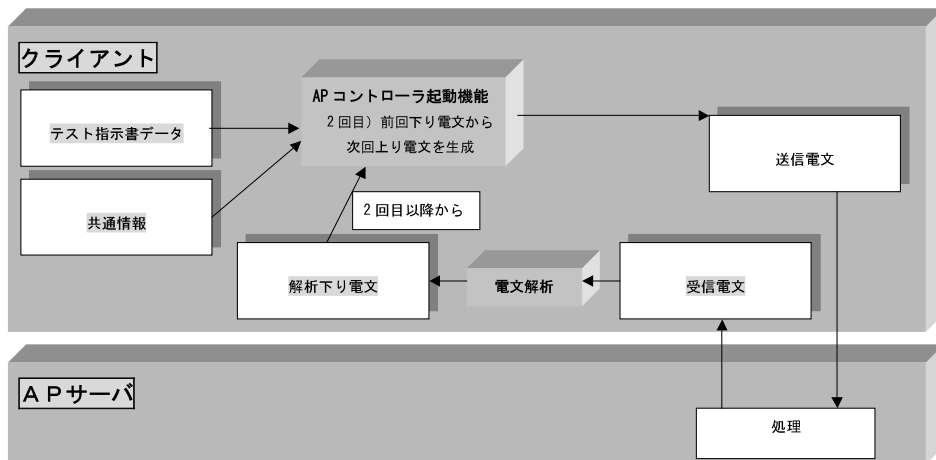 クライアント
テスト指示書データ
共通情報
APコントローラ起動機能
2回目）前回下り電文から
次回上り電文を生成
送信電文
2回目以降から
解析下り電文
電文解析
受信電文
ＡＰサーバ
処理